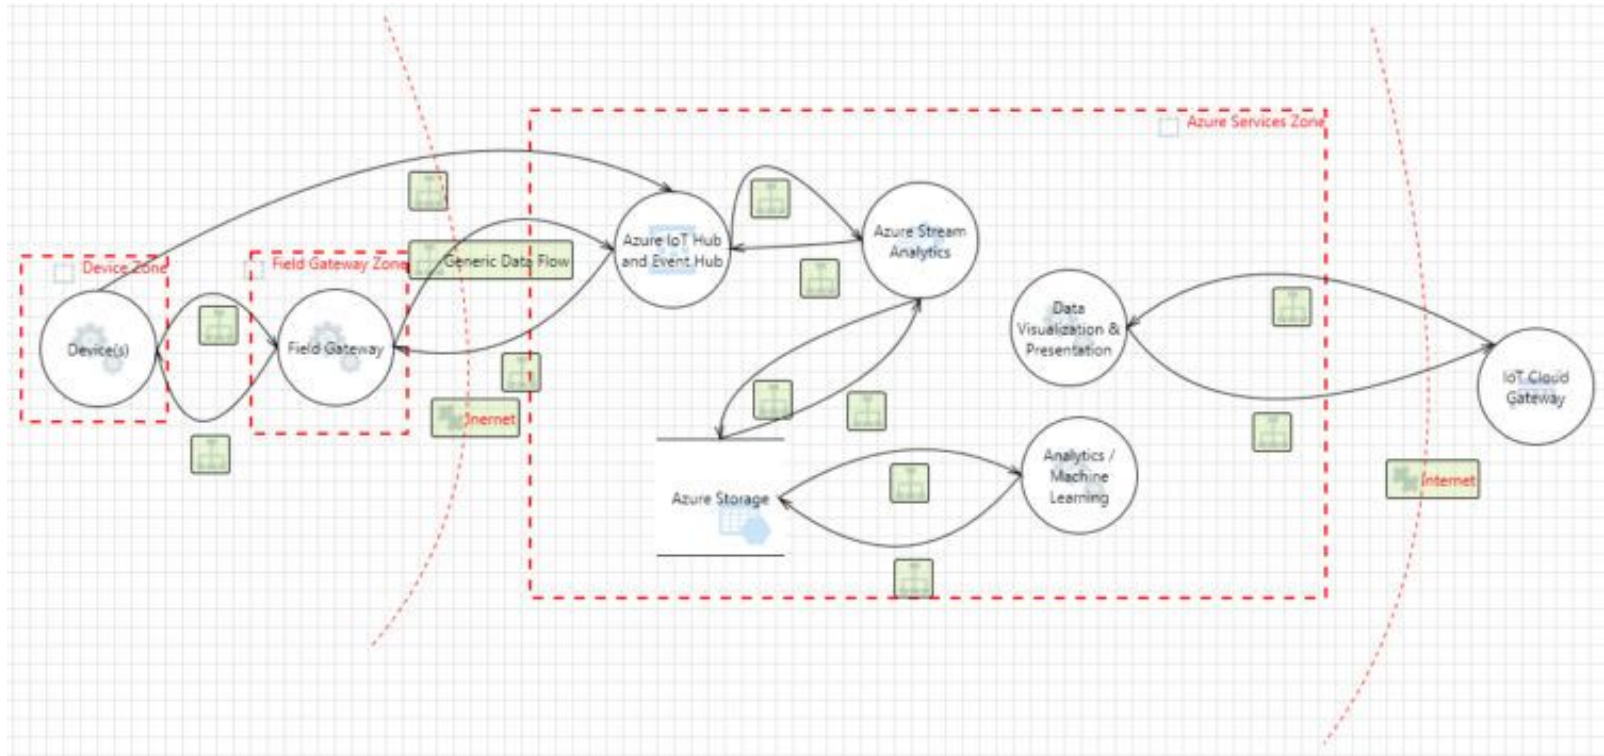 Azure Services Zone
Device Zone
Field Gateway Zone
Generic Data Flow
Azure IoT Hub
and Event Hub
Azure Stream
Analytics
Device(s)
Field Gateway
Data
Visualization &
Presentation
IoT Cloud
Gateway
Inernet
Azure Storage
Analytics /
Machine
Learning
Internet